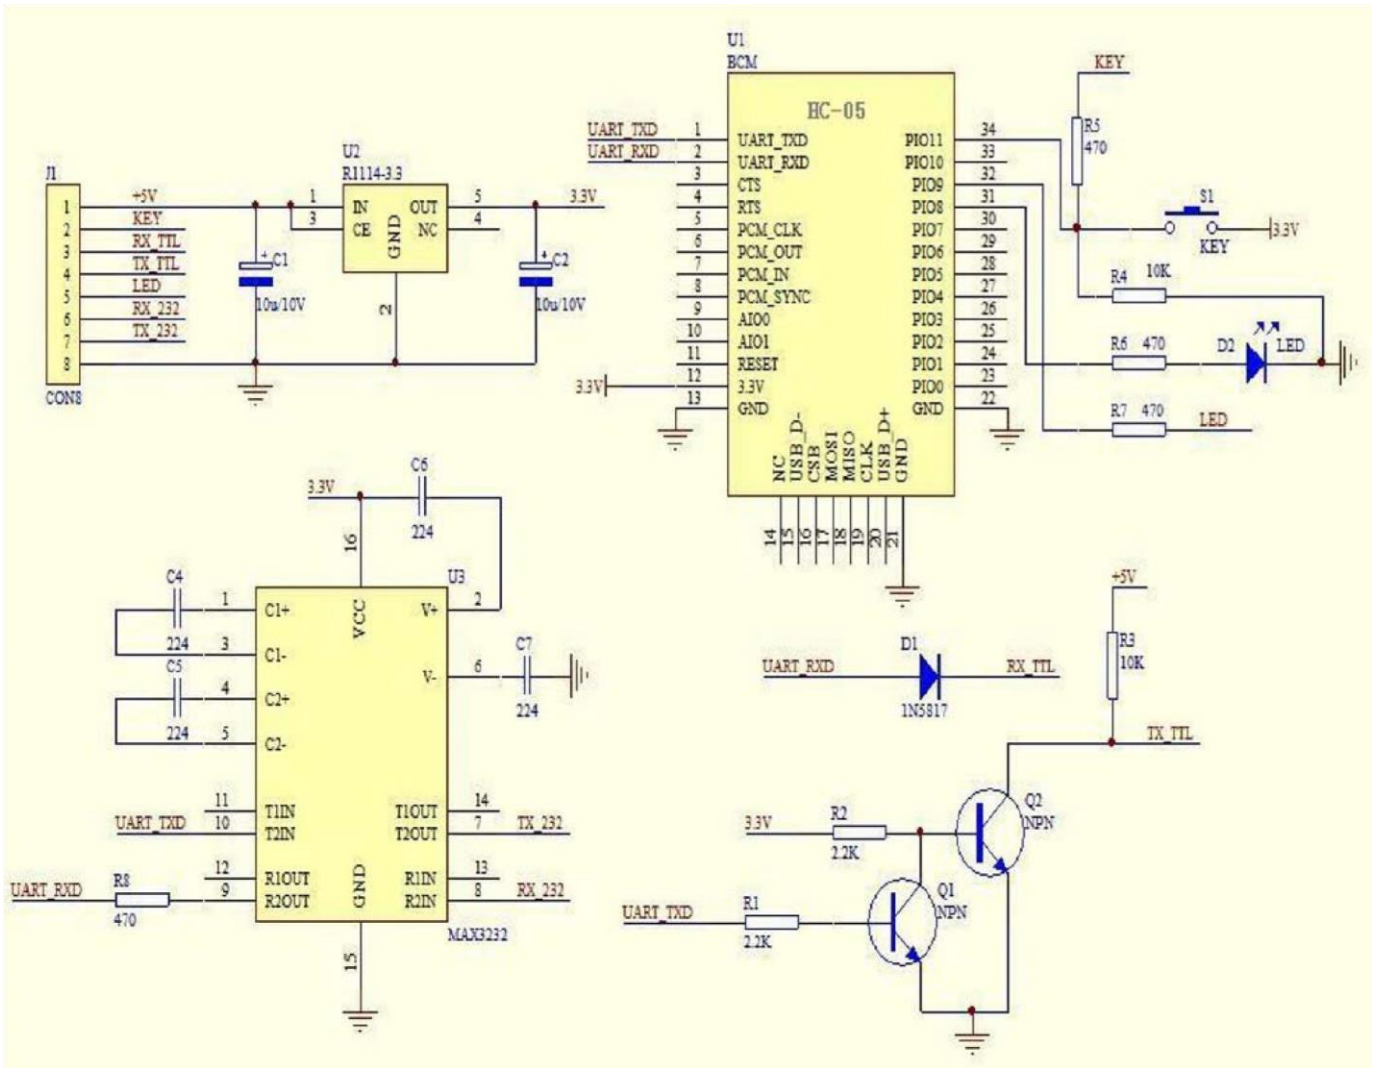 J1
CON8
1 +5V
2 KEY
3 RX_TTL
4 TX_TTL
5 LED
6 RX_232
7 TX_232
8
U2
R1114-3.3
1 IN OUT 5 3.3V
3 CE NC 4
GND
2
C1
10u/10V
C2
10u/10V
U1
BCM
HC-05
UART_TXD 1 UART_TXD PIO11 34
UART_RXD 2 UART_RXD PIO10 33
3 CTS PIO9 32
4 RTS PIO8 31
5 PCM_CLK PIO7 30
6 PCM_OUT PIO6 29
7 PCM_IN PIO5 28
8 PCM_SYNC PIO4 27
9 AIO0 PIO3 26
10 AIO1 PIO2 25
11 RESET PIO1 24
3.3V 12 3.3V PIO0 23
13 GND GND 22
NC USB_D- CSB MOSI MISO CLK USB_D+ GND
14 15 16 17 18 19 20 21
KEY
R5
470
S1
KEY
3.3V
R4 10K
R6 470 D2 LED
R7 470 LED
3.3V C6
224
16
U3
VCC
C4
224
1 C1+ V+ 2
3 C1-
C5
224
4 C2+ V- 6
5 C2-
C7
224
11 T1IN T1OUT 14
UART_TXD 10 T2IN T2OUT 7 TX_232
12 R1OUT R1IN 13
UART_RXD R8 9 R2OUT R2IN 8 RX_232
470
GND
15
MAX3232
UART_RXD D1 RX_TTL
1N5817
+5V
R3
10K
TX_TTL
3.3V R2
2.2K
Q2
NPN
UART_TXD R1
2.2K
Q1
NPN